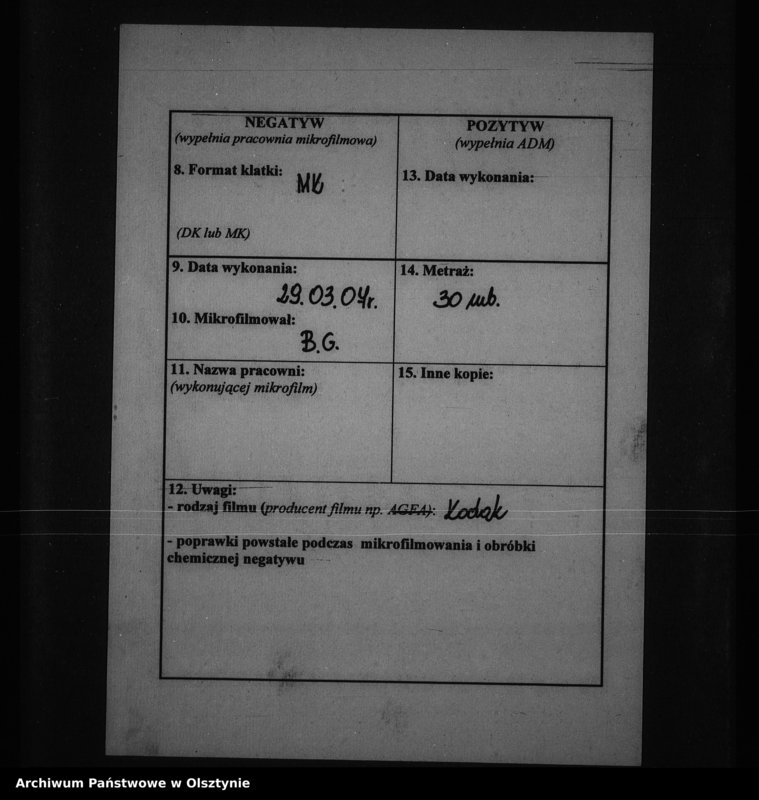 NEGATYW
(wypełnia pracownia mikrofilmowa)
8. Format klatki:
MK
(DK lub MK)
POZYTYW
(wypełnia ADM)
13. Data wykonania:
9. Data wykonania:
29.03.04r.
10. Mikrofilmował:
B.G.
14. Metraż:
30 mb.
11. Nazwa pracowni:
(wykonującej mikrofilm)
15. Inne kopie:
12. Uwagi:
- rodzaj filmu (producent filmu np. AGFA): Kodak
- poprawki powstałe podczas mikrofilmowania i obróbki
chemicznej negatywu
Archiwum Państwowe w Olsztynie